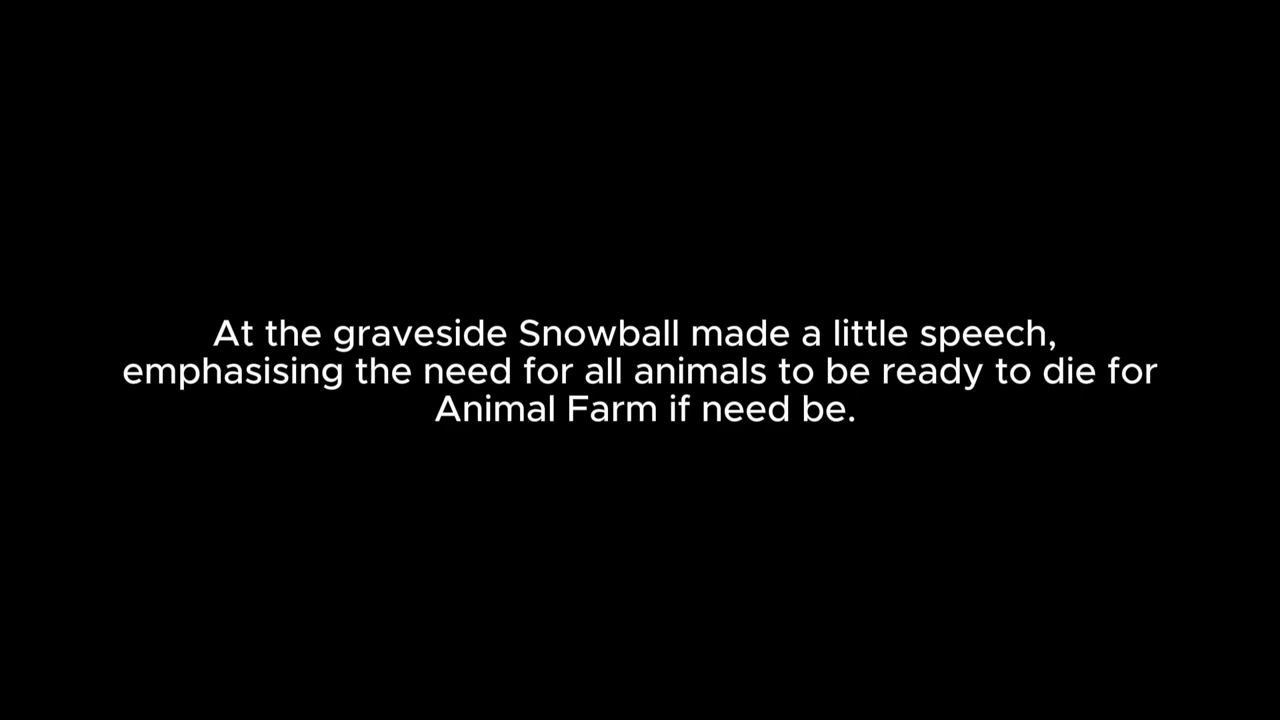 At the graveside Snowball made a little speech,
emphasising the need for all animals to be ready to die for
Animal Farm if need be.